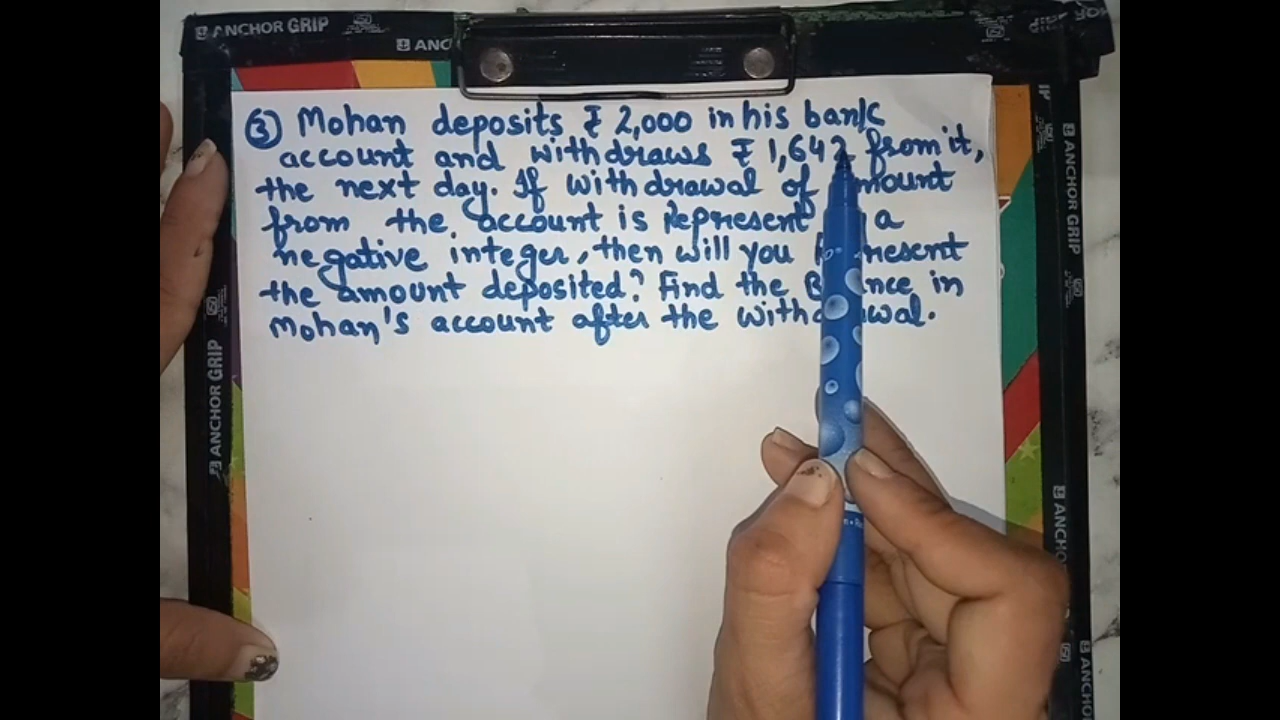 ANCHOR GRIP
ANC
③ Mohan deposits ₹ 2,000 in his bank
account and withdraws ₹ 1,642 from it,
the next day. If withdrawal of amount
from the account is represent a
negative integer, then will you
the amount deposited? Find the in
Mohan's account after the
ANCHOR GRIP
ANCHOR GRIP
ANCHOR
ANCHOR